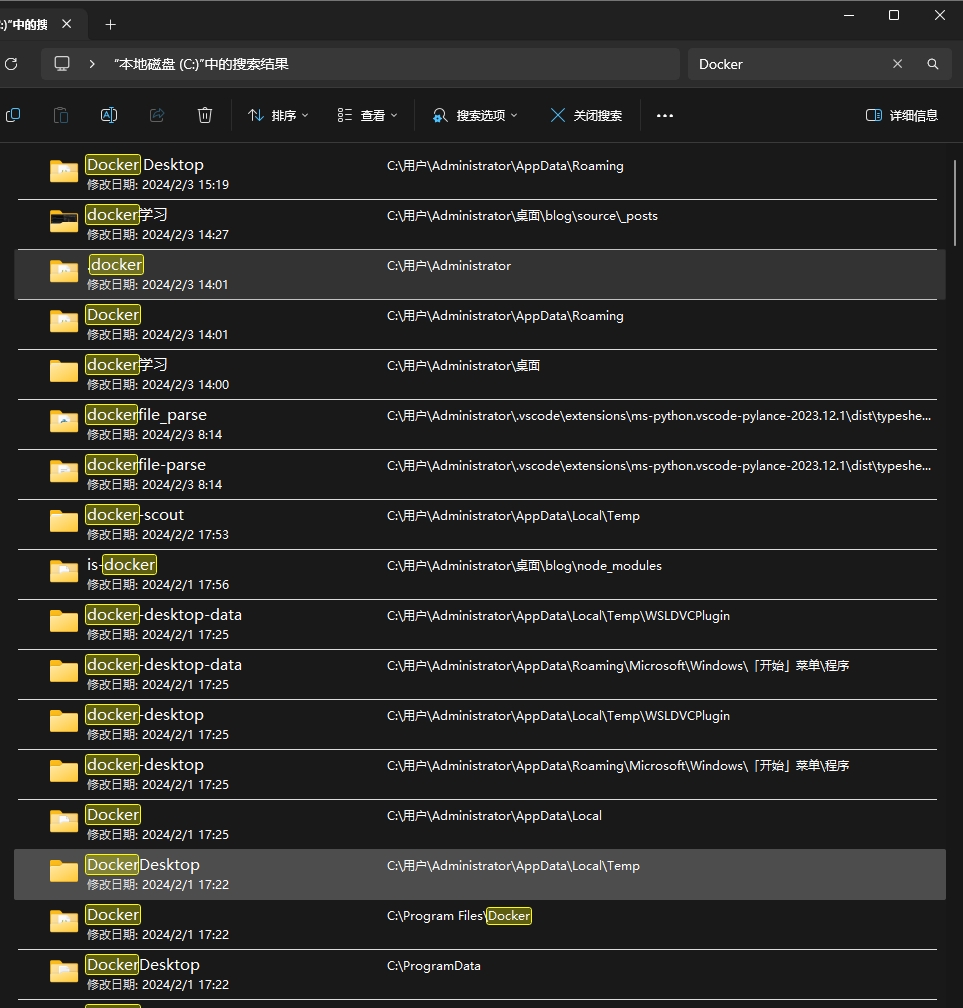 :)"中的搜
"本地磁盘 (C:)"中的搜索结果
Docker
排序
查看
搜索选项
关闭搜索
详细信息
Docker Desktop
C:\用户\Administrator\AppData\Roaming
修改日期: 2024/2/3 15:19
docker学习
C:\用户\Administrator\桌面\blog\source\_posts
修改日期: 2024/2/3 14:27
.docker
C:\用户\Administrator
修改日期: 2024/2/3 14:01
Docker
C:\用户\Administrator\AppData\Roaming
修改日期: 2024/2/3 14:01
docker学习
C:\用户\Administrator\桌面
修改日期: 2024/2/3 14:00
dockerfile_parse
C:\用户\Administrator\.vscode\extensions\ms-python.vscode-pylance-2023.12.1\dist\typeshe...
修改日期: 2024/2/3 8:14
dockerfile-parse
C:\用户\Administrator\.vscode\extensions\ms-python.vscode-pylance-2023.12.1\dist\typeshe...
修改日期: 2024/2/3 8:14
docker-scout
C:\用户\Administrator\AppData\Local\Temp
修改日期: 2024/2/2 17:53
is-docker
C:\用户\Administrator\桌面\blog\node_modules
修改日期: 2024/2/1 17:56
docker-desktop-data
C:\用户\Administrator\AppData\Local\Temp\WSLDVCPlugin
修改日期: 2024/2/1 17:25
docker-desktop-data
C:\用户\Administrator\AppData\Roaming\Microsoft\Windows\「开始」菜单\程序
修改日期: 2024/2/1 17:25
docker-desktop
C:\用户\Administrator\AppData\Local\Temp\WSLDVCPlugin
修改日期: 2024/2/1 17:25
docker-desktop
C:\用户\Administrator\AppData\Roaming\Microsoft\Windows\「开始」菜单\程序
修改日期: 2024/2/1 17:25
Docker
C:\用户\Administrator\AppData\Local
修改日期: 2024/2/1 17:25
DockerDesktop
C:\用户\Administrator\AppData\Local\Temp
修改日期: 2024/2/1 17:22
Docker
C:\Program Files\Docker
修改日期: 2024/2/1 17:22
DockerDesktop
C:\ProgramData
修改日期: 2024/2/1 17:22